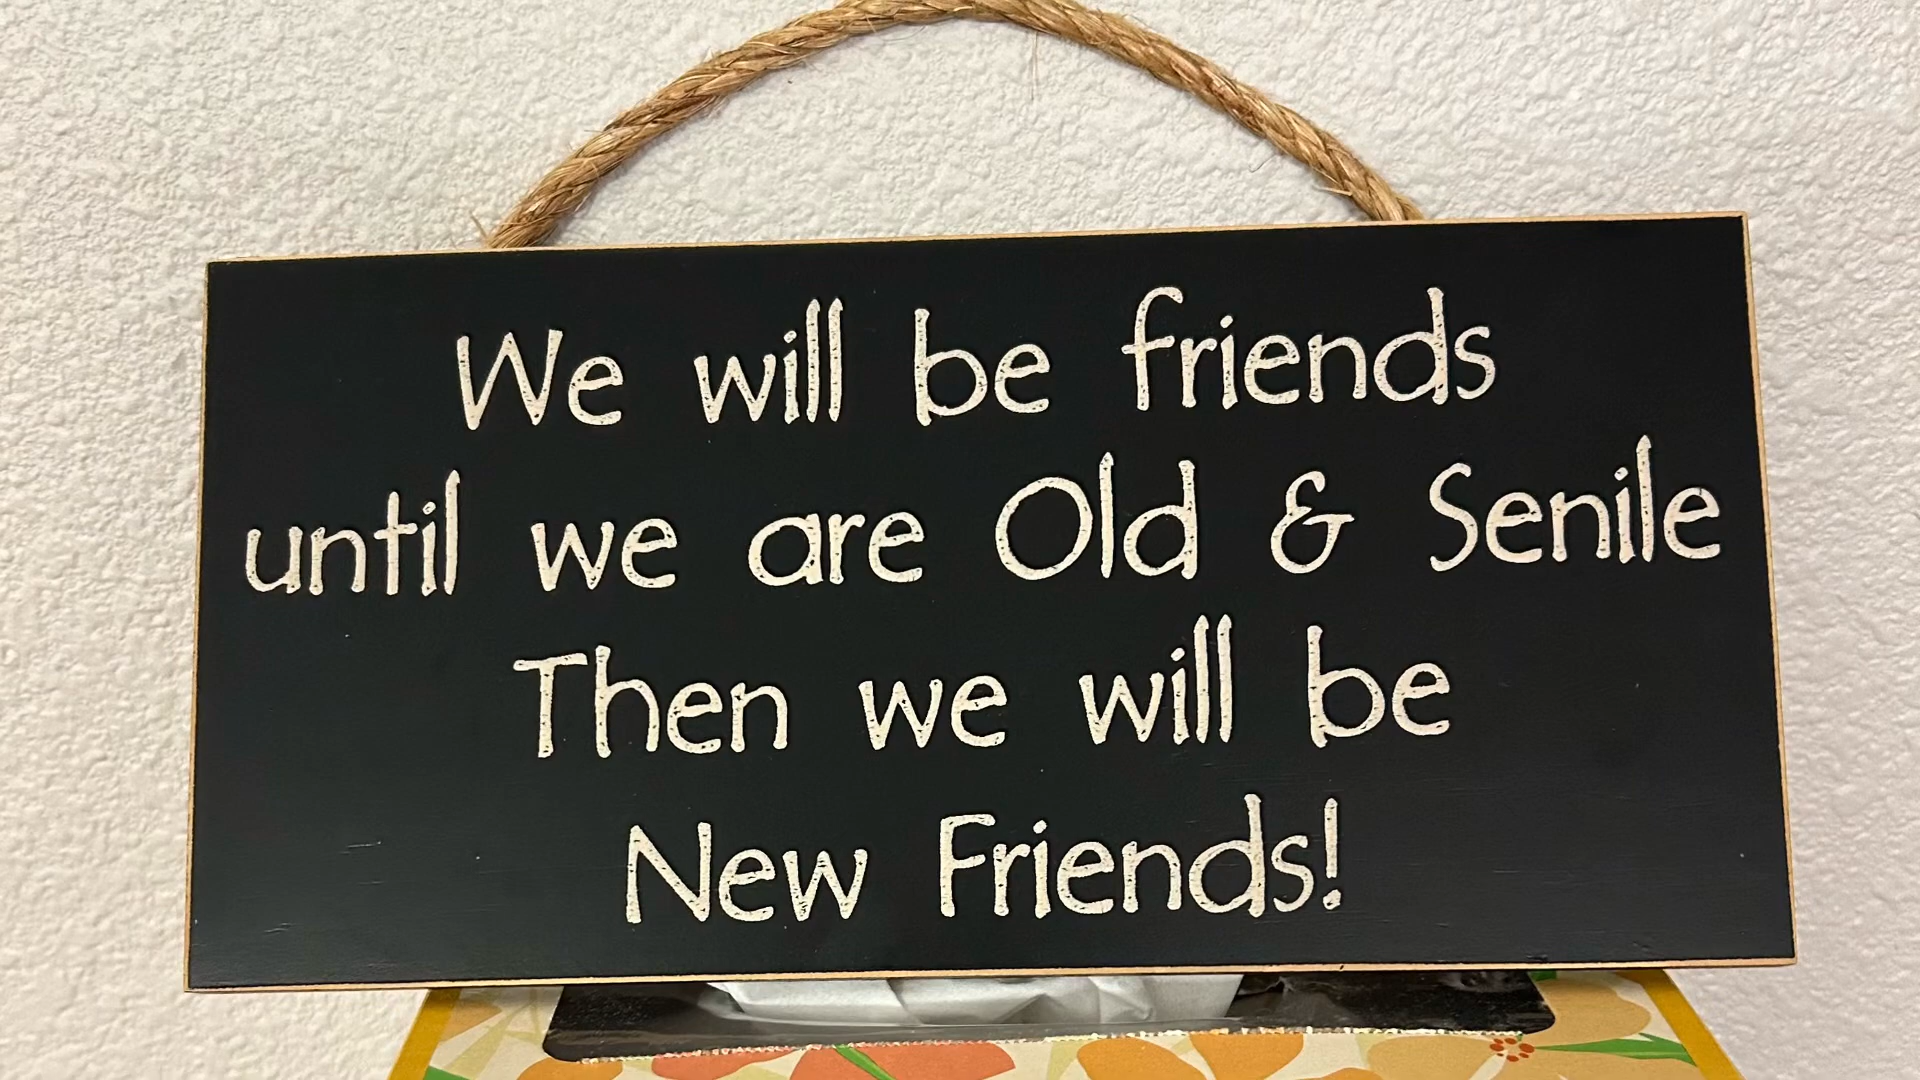 We will be friends
until we are Old & Senile
Then we will be
New Friends!